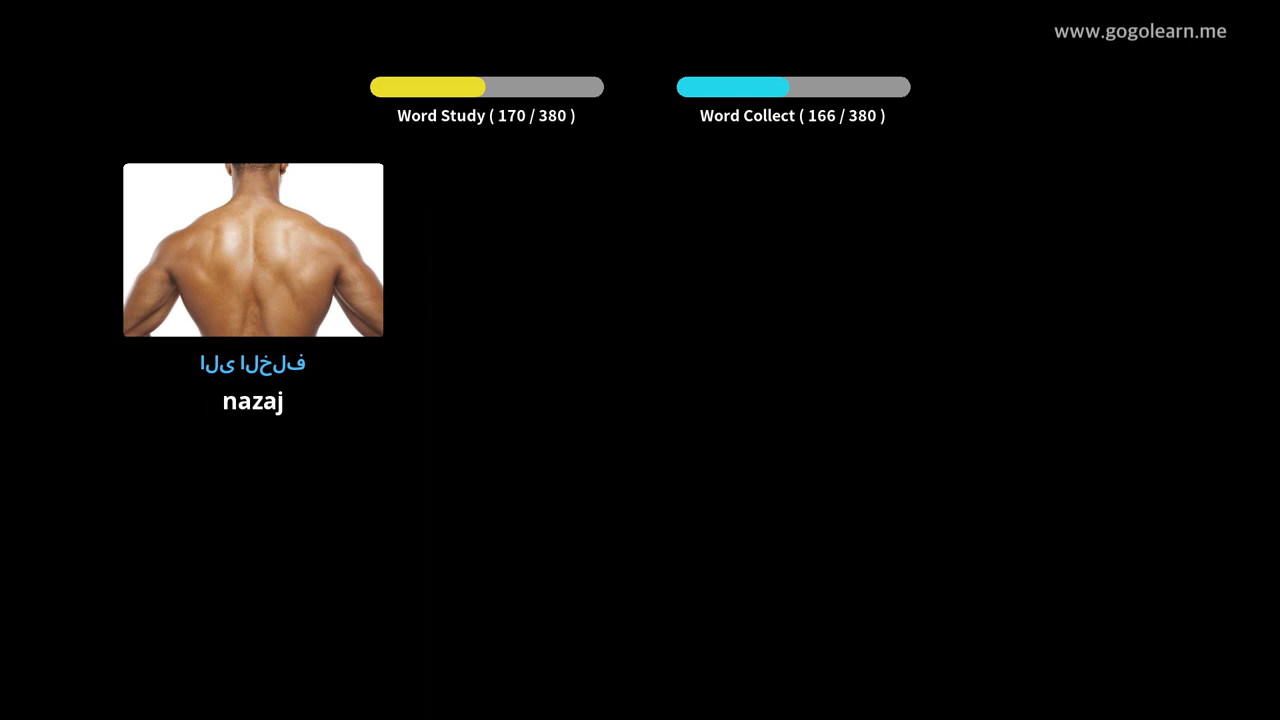 www.gogolearn.me
Word Study ( 170 / 380 )
Word Collect ( 166 / 380 )
الى الخلف
nazaj